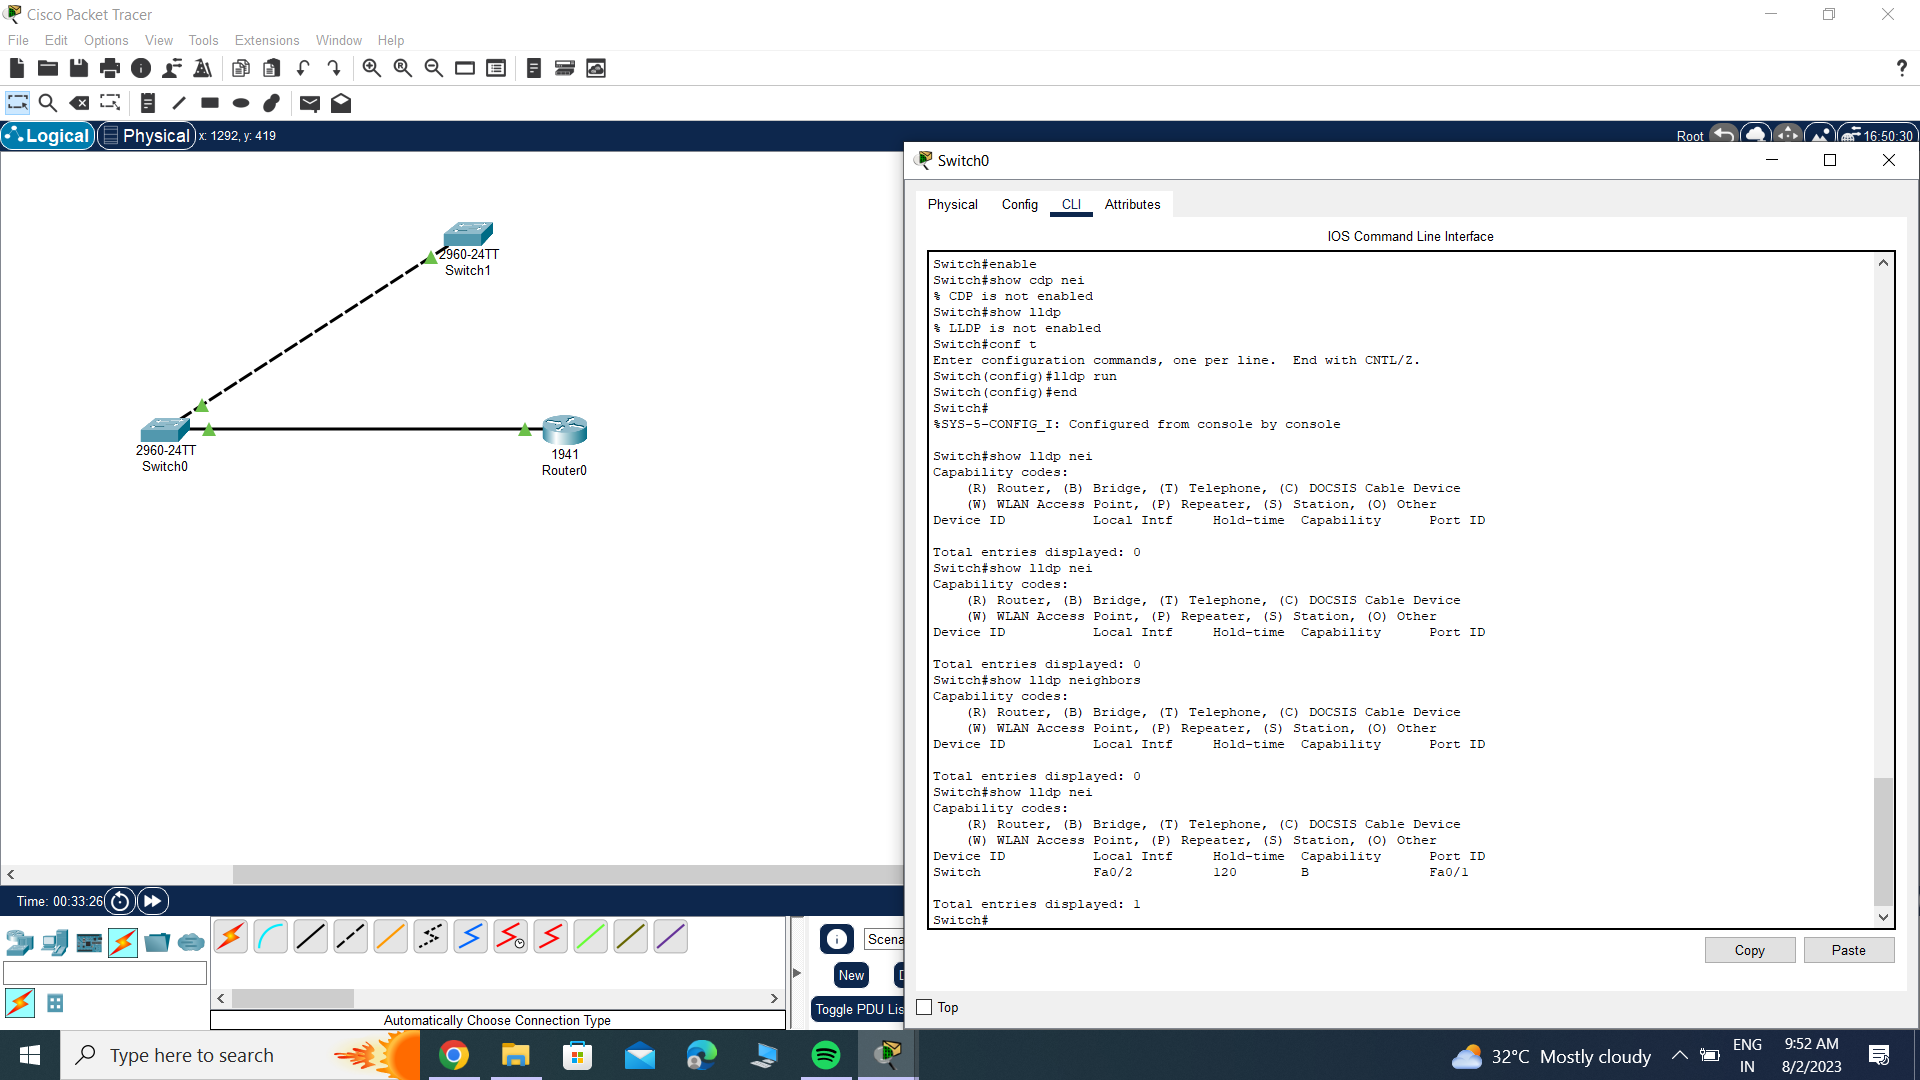 Cisco Packet Tracer
File Edit Options View Tools Extensions Window Help
?
Logical Physical x: 1292, y: 419
Root 16:50:30
2960-24TT
Switch1
2960-24TT
Switch0
1941
Router0
Switch0
Physical Config CLI Attributes
IOS Command Line Interface
Switch#enable
Switch#show cdp nei
% CDP is not enabled
Switch#show lldp
% LLDP is not enabled
Switch#conf t
Enter configuration commands, one per line.  End with CNTL/Z.
Switch(config)#lldp run
Switch(config)#end
Switch#
%SYS-5-CONFIG_I: Configured from console by console
Switch#show lldp nei
Capability codes:
(R) Router, (B) Bridge, (T) Telephone, (C) DOCSIS Cable Device
(W) WLAN Access Point, (P) Repeater, (S) Station, (O) Other
Device ID Local Intf Hold-time Capability Port ID
Total entries displayed: 0
Switch#show lldp nei
Capability codes:
(R) Router, (B) Bridge, (T) Telephone, (C) DOCSIS Cable Device
(W) WLAN Access Point, (P) Repeater, (S) Station, (O) Other
Device ID Local Intf Hold-time Capability Port ID
Total entries displayed: 0
Switch#show lldp neighbors
Capability codes:
(R) Router, (B) Bridge, (T) Telephone, (C) DOCSIS Cable Device
(W) WLAN Access Point, (P) Repeater, (S) Station, (O) Other
Device ID Local Intf Hold-time Capability Port ID
Total entries displayed: 0
Switch#show lldp nei
Capability codes:
(R) Router, (B) Bridge, (T) Telephone, (C) DOCSIS Cable Device
(W) WLAN Access Point, (P) Repeater, (S) Station, (O) Other
Device ID Local Intf Hold-time Capability Port ID
Switch Fa0/2 120 B Fa0/1
Total entries displayed: 1
Switch#
Copy Paste
Top
Time: 00:33:26
Scena
New D
Toggle PDU Lis
Automatically Choose Connection Type
Type here to search
32°C Mostly cloudy
ENG
IN
9:52 AM
8/2/2023